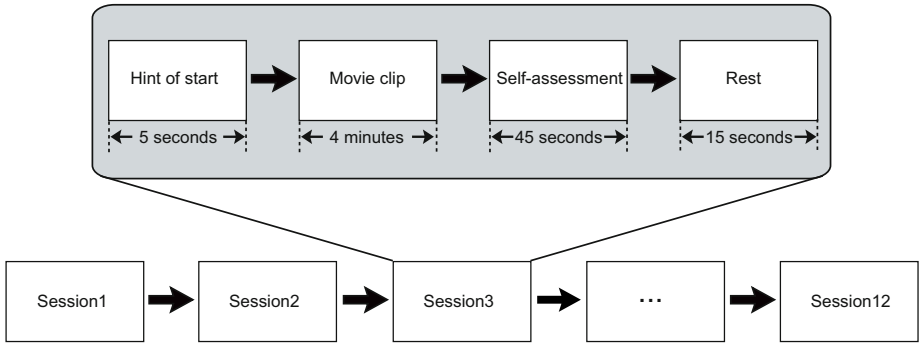 Hint of start
Movie clip
Self-assessment
Rest
5 seconds
4 minutes
45 seconds
15 seconds
Session1
Session2
Session3
...
Session12